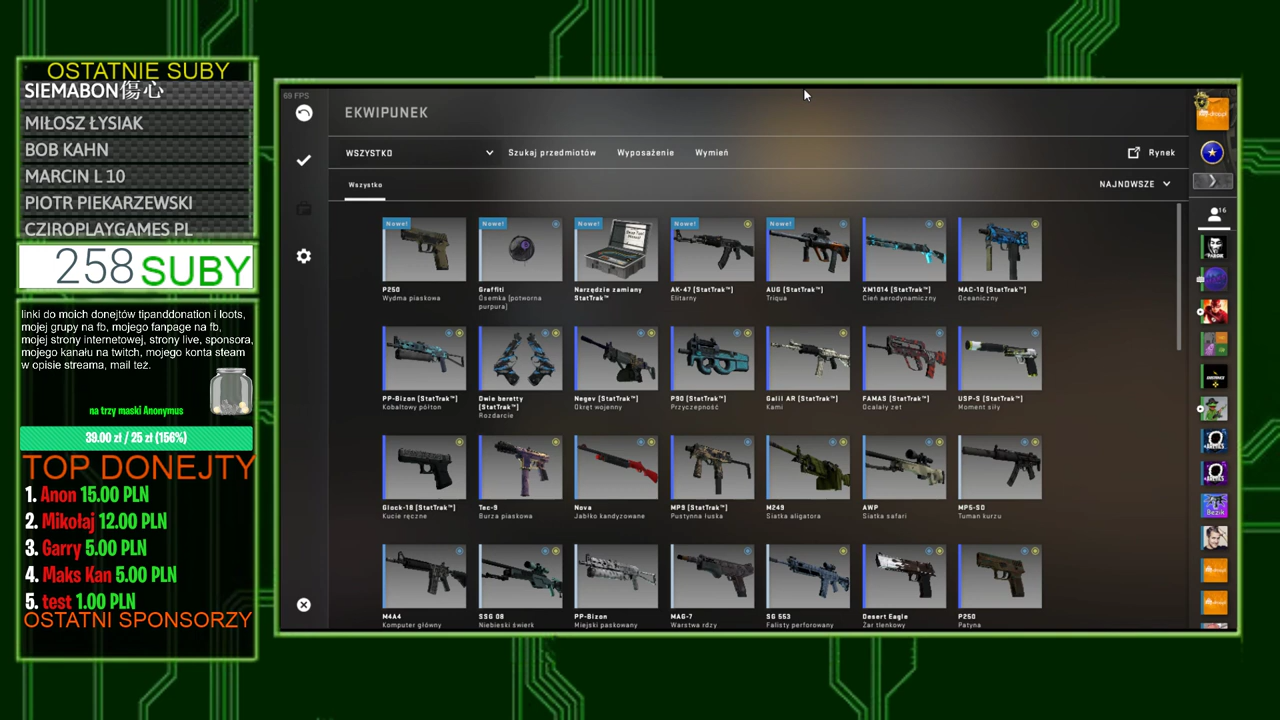 OSTATNIE SUBY
SIEMABON傷心
MIŁOSZ ŁYSIAK
BOB KAHN
MARCIN L 10
PIOTR PIEKARZEWSKI
CZIROPLAYGAMES PL
258 SUBY
linki do moich donejtów tipanddonation i loots,
mojej grupy na fb, mojego fanpage na fb,
mojej strony internetowej, strony live, sponsora,
mojego kanału na twitch, mojego konta steam
w opisie streama, mail też.
na trzy maski Anonymus
39.00 zł / 25 zł (156%)
TOP DONEJTY
1. Anon 15.00 PLN
2. Mikołaj 12.00 PLN
3. Garry 5.00 PLN
4. Maks Kan 5.00 PLN
5. test 1.00 PLN
OSTATNI SPONSORZY
69 FPS
EKWIPUNEK
WSZYSTKO Szukaj przedmiotów Wyposażenie Wymień Rynek
Wszystko NAJNOWSZE
16
Nowe! Nowe! Nowe! Nowe! Nowe!
P250 Graffiti Narzędzie zamiany StatTrak™ AK-47 (StatTrak™) AUG (StatTrak™) XM1014 (StatTrak™) MAC-10 (StatTrak™)
Wydma piaskowa Ósemka (potworna purpura) Elitarny Triqua Cień aerodynamiczny Oceaniczny
PP-Bizon (StatTrak™) Dwie beretty (StatTrak™) Negev (StatTrak™) P90 (StatTrak™) Galil AR (StatTrak™) FAMAS (StatTrak™) USP-S (StatTrak™)
Kobaltowy półton Rozdarcie Okręt wojenny Przyczepność Kami Ocalały zet Moment siły
Glock-18 (StatTrak™) Tec-9 Nova MP9 (StatTrak™) M249 AWP MP5-SD
Kucie ręczne Burza piaskowa Jabłko kandyzowane Pustynna łuska Siatka aligatora Siatka safari Tuman kurzu
M4A4 SSG 08 PP-Bizon MAG-7 SG 553 Desert Eagle P250
Komputer główny Niebieski świerk Miejski paskowany Warstwa rdzy Falisty perforowany Żar tlenkowy Patyna
Bezik